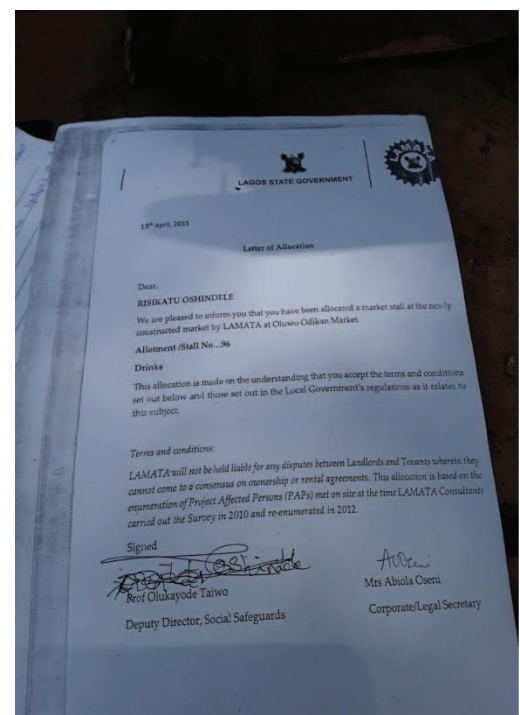 LAMATA
LAGOS STATE GOVERNMENT
13th April, 2015
Letter of Allocation
Dear:
RISIKATU OSHINDELE
We are pleased to inform you that you have been allocated a market stall at the newly
constructed market by LAMATA at Oluwo Odikan Market.
Allotment /Stall No...96
Drinks
This allocation is made on the understanding that you accept the terms and conditions
set out below and those set out in the Local Government's regulations as it relates to
this subject.
Terms and conditions:
LAMATA will not be held liable for any disputes between Landlords and Tenants wherein they
cannot come to a consensus on ownership or rental agreements. This allocation is based on the
enumeration of Project Affected Persons (PAPs) met on site at the time LAMATA Consultants
carried out the Survey in 2010 and re-enumerated in 2012.
Signed
Oshindele
AOOseni
Prof Olukayode Taiwo
Mrs Abiola Oseni
Deputy Director, Social Safeguards
Corporate/Legal Secretary